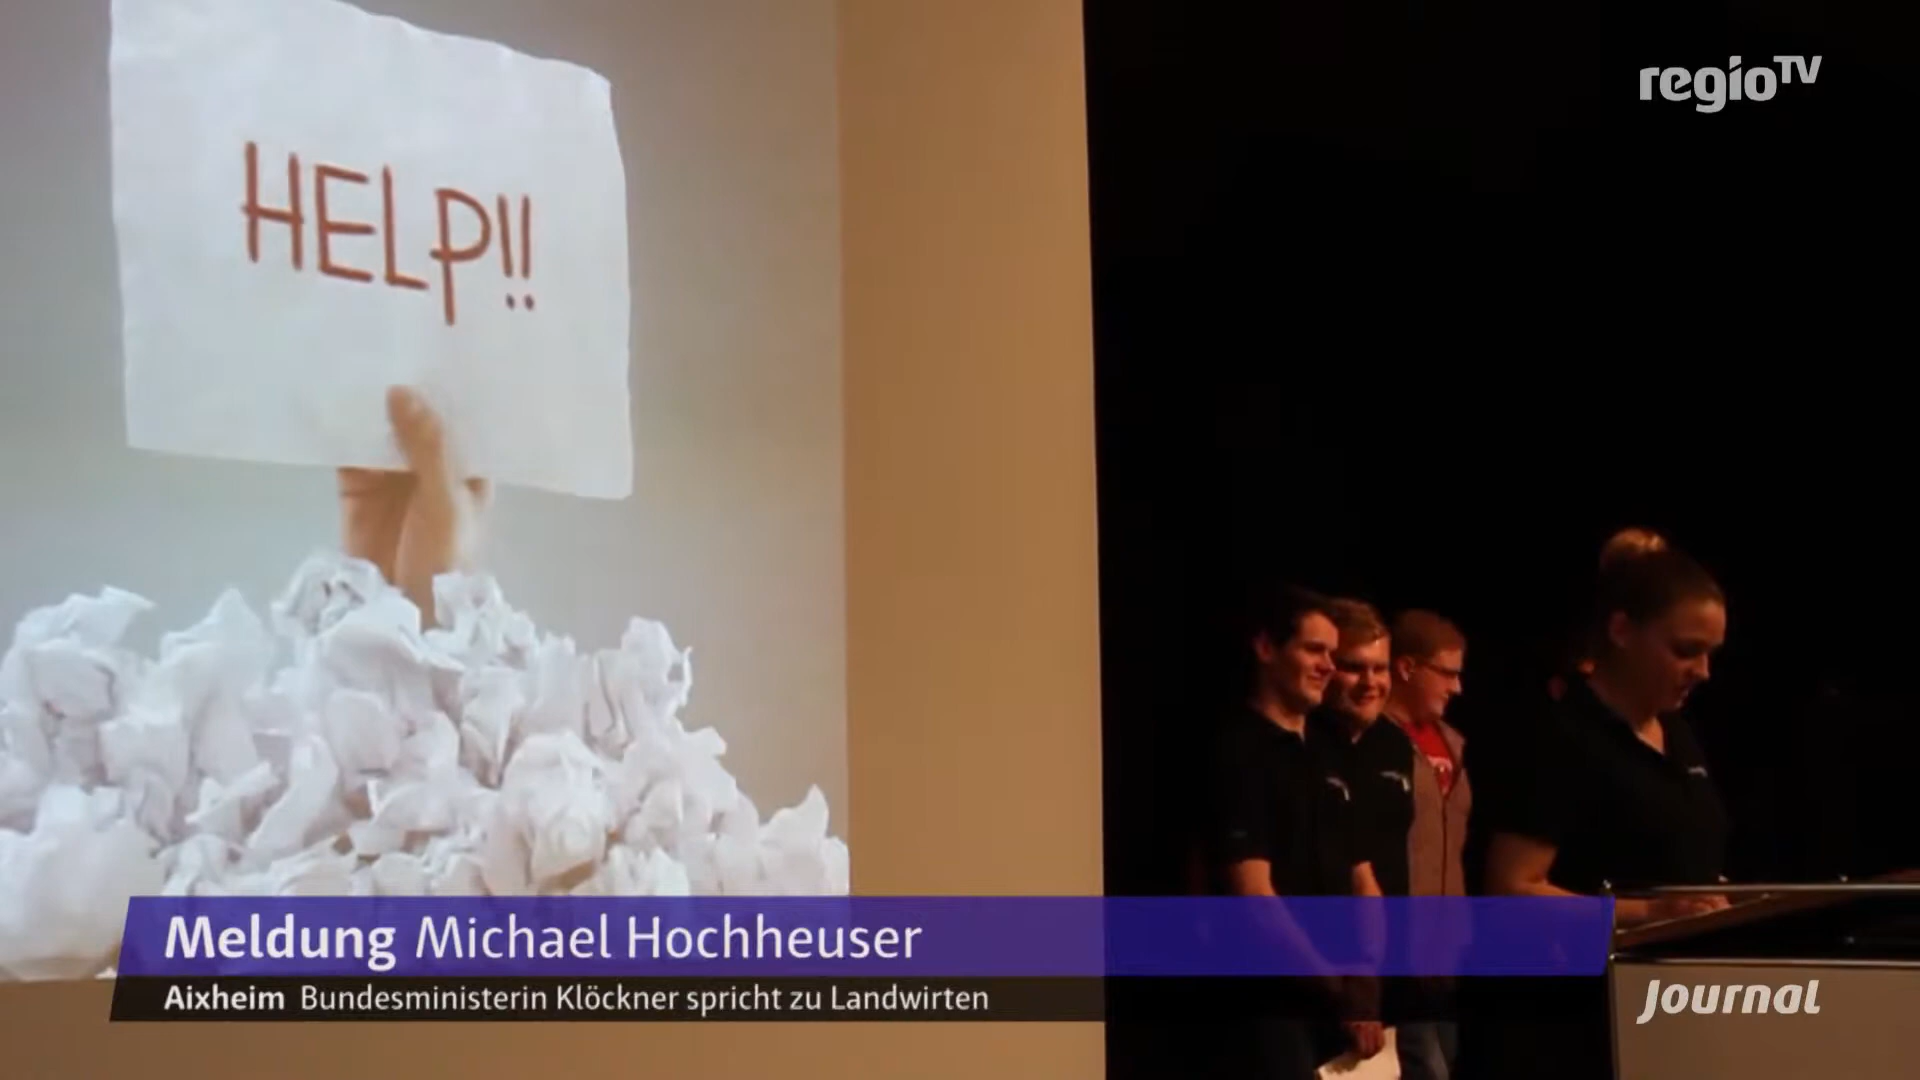 regioTV
HELP!!
Meldung Michael Hochheuser
Aixheim Bundesministerin Klöckner spricht zu Landwirten
Journal